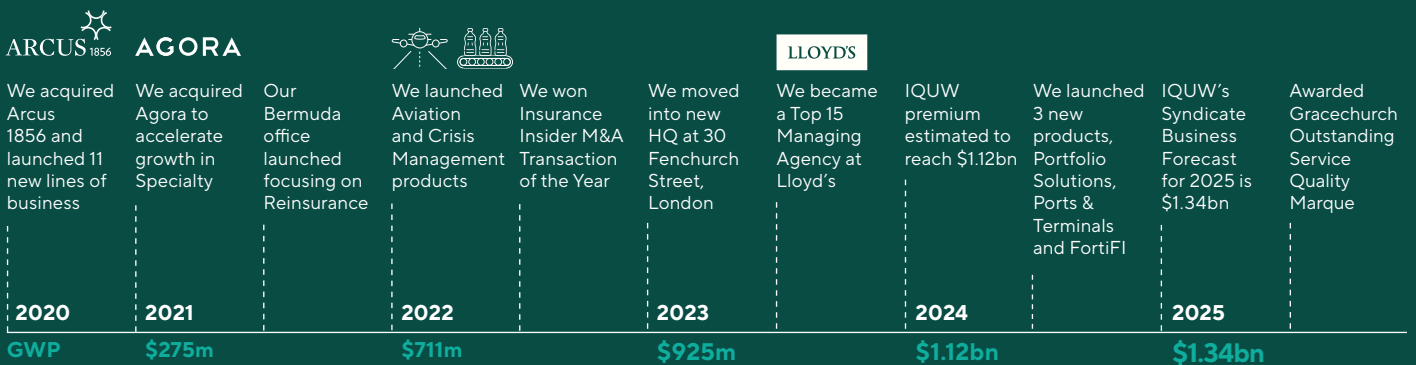 ARCUS 1856
AGORA
LLOYD'S
We acquired
Arcus
1856 and
launched 11
new lines of
business
We acquired
Agora to
accelerate
growth in
Specialty
Our
Bermuda
office
launched
focusing on
Reinsurance
We launched
Aviation
and Crisis
Management
products
We won
Insurance
Insider M&A
Transaction
of the Year
We moved
into new
HQ at 30
Fenchurch
Street,
London
We became
a Top 15
Managing
Agency at
Lloyd's
IQUW
premium
estimated to
reach $1.12bn
We launched
3 new
products,
Portfolio
Solutions,
Ports &
Terminals
and FortiFI
IQUW's
Syndicate
Business
Forecast
for 2025 is
$1.34bn
Awarded
Gracechurch
Outstanding
Service
Quality
Marque
2020
2021
2022
2023
2024
2025
GWP
$275m
$711m
$925m
$1.12bn
$1.34bn